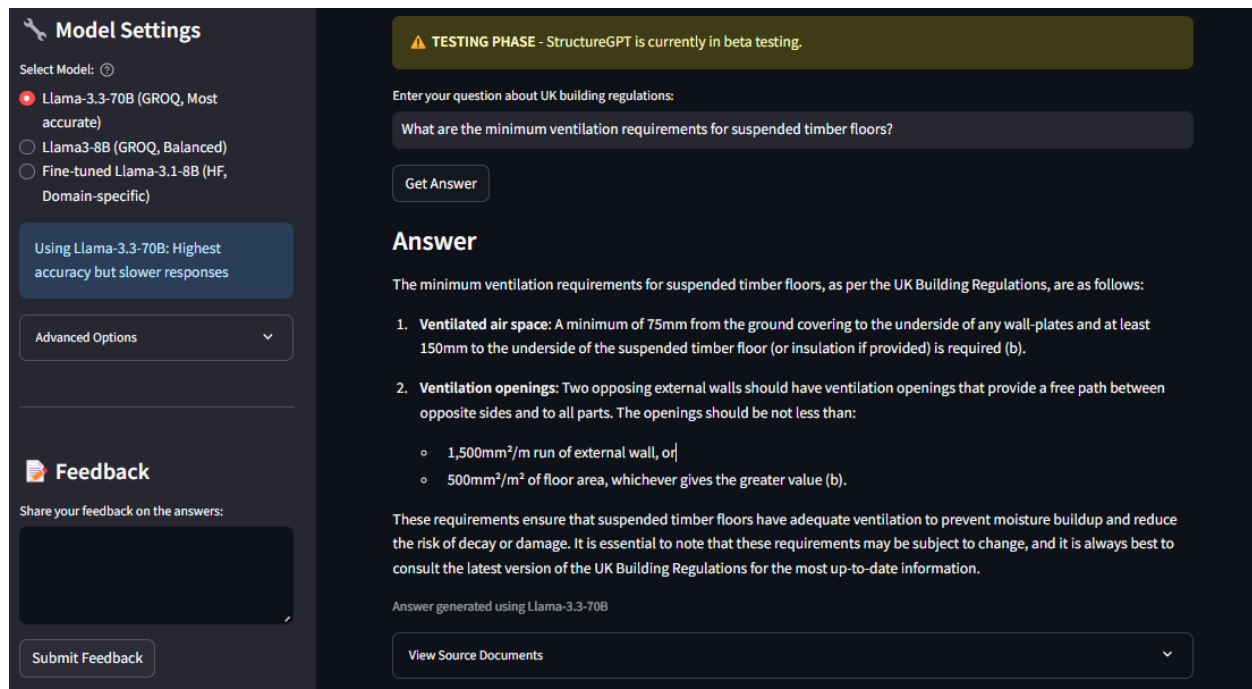 🔧 Model Settings
Select Model:
Llama-3.3-70B (GROQ, Most
accurate)
Llama3-8B (GROQ, Balanced)
Fine-tuned Llama-3.1-8B (HF,
Domain-specific)
Using Llama-3.3-70B: Highest
accuracy but slower responses
Advanced Options
📝 Feedback
Share your feedback on the answers:
Submit Feedback
⚠️ TESTING PHASE - StructureGPT is currently in beta testing.
Enter your question about UK building regulations:
What are the minimum ventilation requirements for suspended timber floors?
Get Answer
Answer
The minimum ventilation requirements for suspended timber floors, as per the UK Building Regulations, are as follows:
1. Ventilated air space: A minimum of 75mm from the ground covering to the underside of any wall-plates and at least
150mm to the underside of the suspended timber floor (or insulation if provided) is required (b).
2. Ventilation openings: Two opposing external walls should have ventilation openings that provide a free path between
opposite sides and to all parts. The openings should be not less than:
◦ 1,500mm²/m run of external wall, or
◦ 500mm²/m² of floor area, whichever gives the greater value (b).
These requirements ensure that suspended timber floors have adequate ventilation to prevent moisture buildup and reduce
the risk of decay or damage. It is essential to note that these requirements may be subject to change, and it is always best to
consult the latest version of the UK Building Regulations for the most up-to-date information.
Answer generated using Llama-3.3-70B
View Source Documents